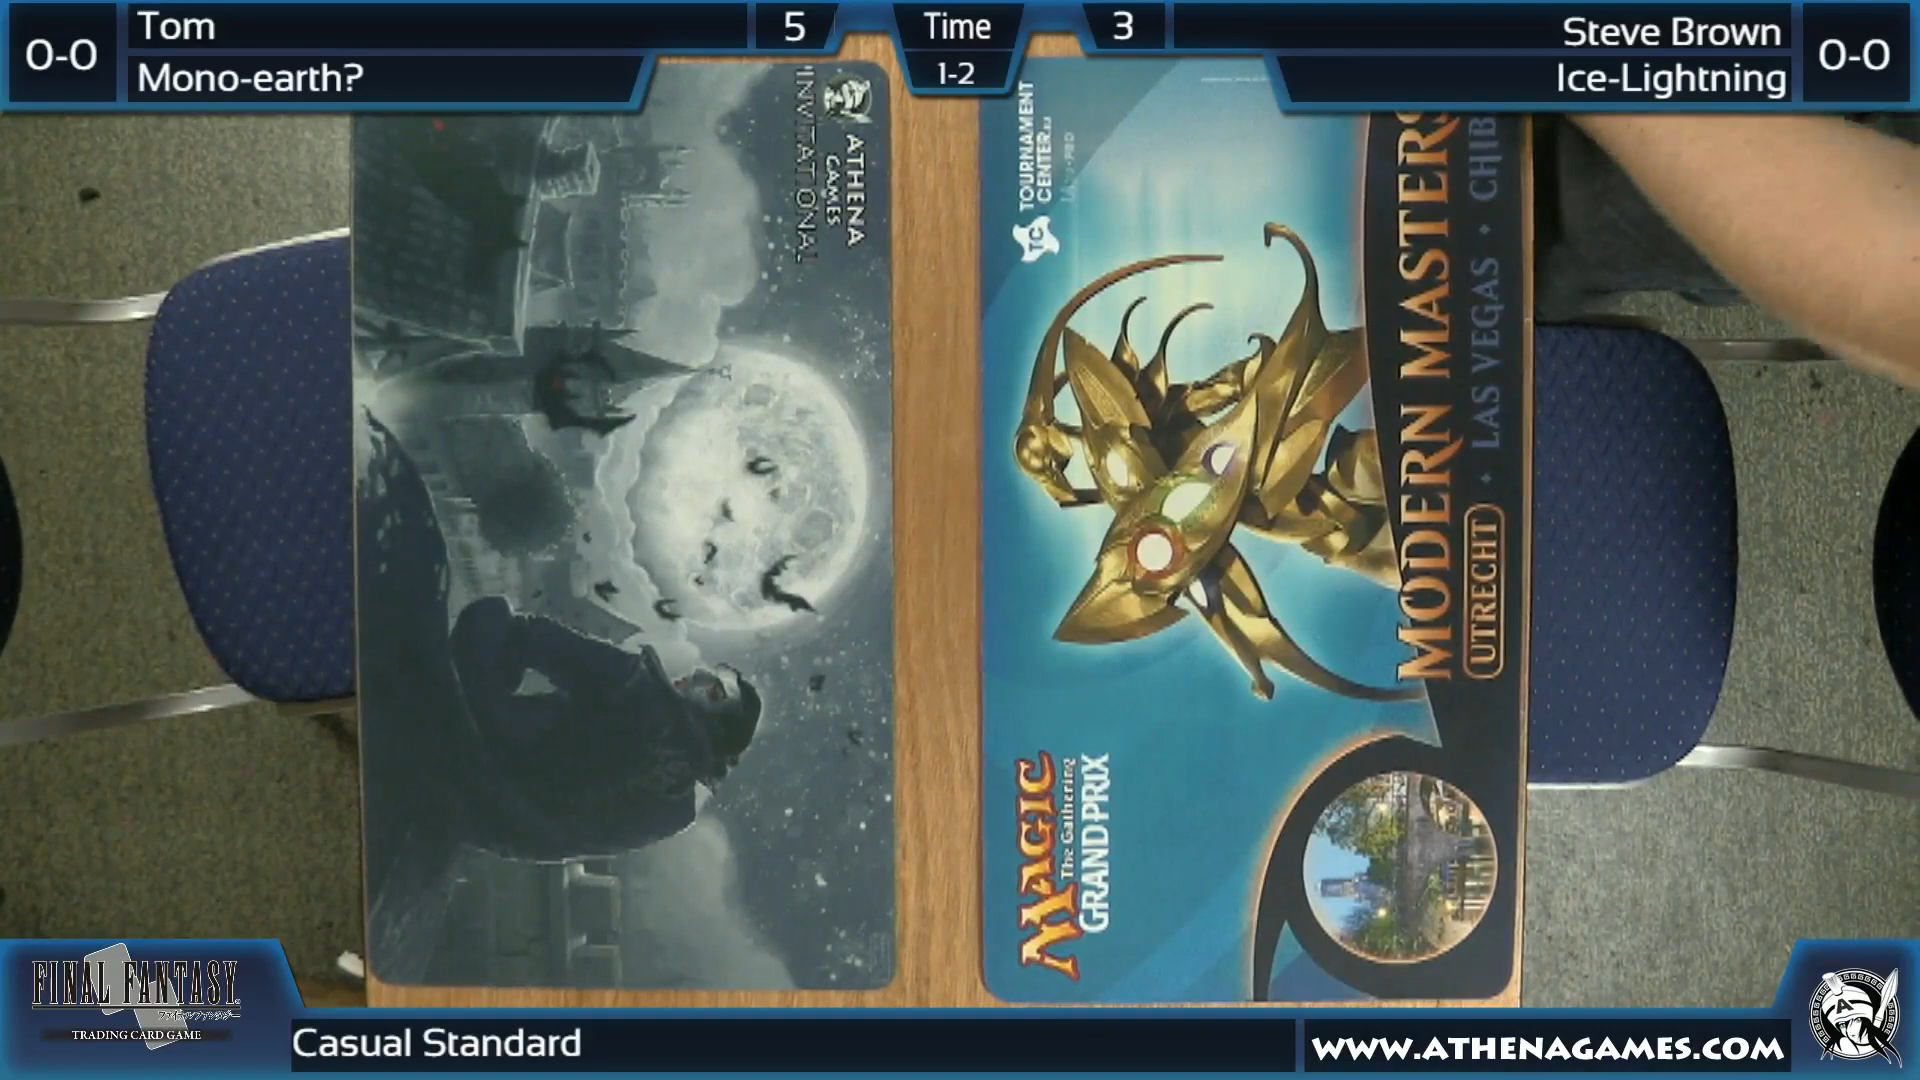 Tom
5
Time
3
Steve Brown
0-0
Mono-earth?
1-2
Ice-Lightning
0-0
ATHENA
GAMES
INVITATIONAL
TOURNAMENT
CENTER
TC
MODERN MASTERS
UTRECHT • LAS VEGAS • CHIB
MAGIC
The Gathering
GRAND PRIX
FINAL FANTASY
TRADING CARD GAME
Casual Standard
www.ATHENAGAMES.COM
A